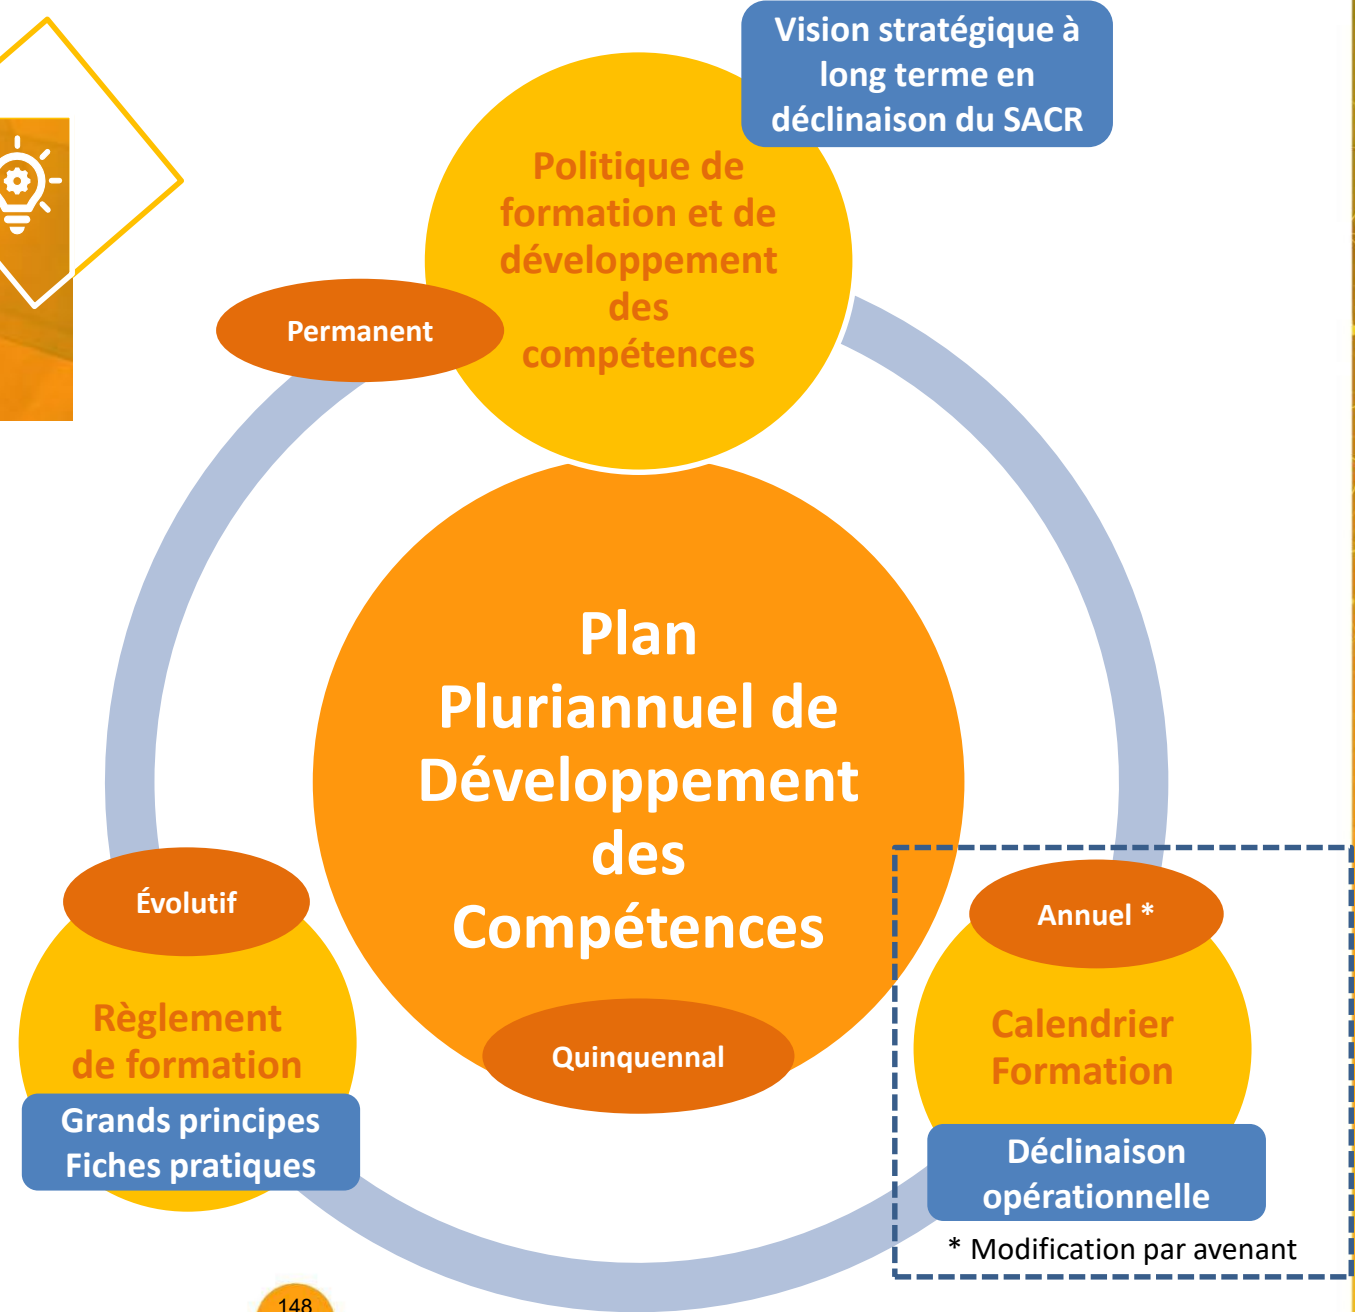 Vision stratégique à
long terme en
déclinaison du SACR
Politique de
formation et de
développement
des
compétences
Permanent
Plan
Pluriannuel de
Développement
des
Compétences
Quinquennal
Évolutif
Règlement
de formation
Grands principes
Fiches pratiques
Annuel *
Calendrier
Formation
Déclinaison
opérationnelle
* Modification par avenant
148